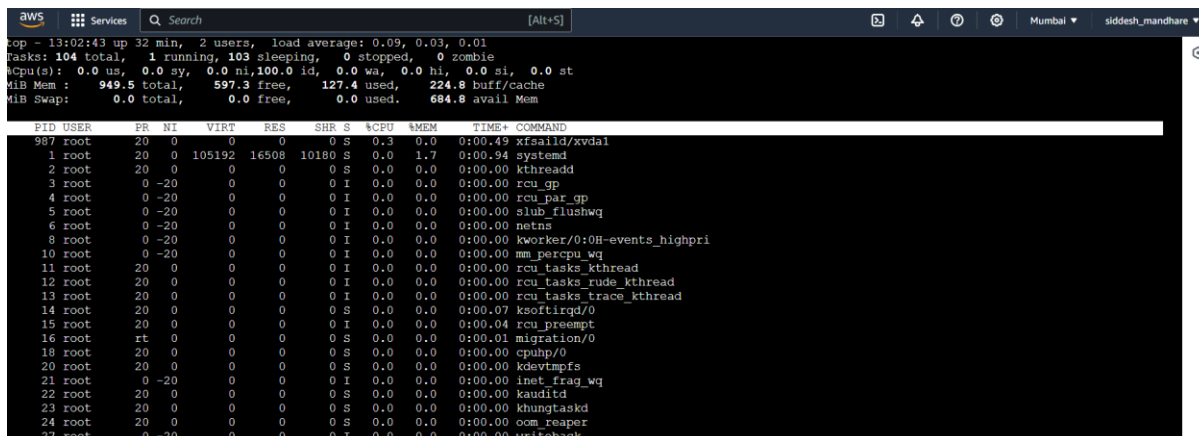 aws Services Search [Alt+S] Mumbai siddesh_mandhare
top - 13:02:43 up 32 min, 2 users, load average: 0.09, 0.03, 0.01
Tasks: 104 total, 1 running, 103 sleeping, 0 stopped, 0 zombie
%Cpu(s): 0.0 us, 0.0 sy, 0.0 ni,100.0 id, 0.0 wa, 0.0 hi, 0.0 si, 0.0 st
MiB Mem : 949.5 total, 597.3 free, 127.4 used, 224.8 buff/cache
MiB Swap: 0.0 total, 0.0 free, 0.0 used. 684.8 avail Mem
PID USER PR NI VIRT RES SHR S %CPU %MEM TIME+ COMMAND
987 root 20 0 0 0 0 S 0.3 0.0 0:00.49 xfsaild/xvda1
1 root 20 0 105192 16508 10180 S 0.0 1.7 0:00.94 systemd
2 root 20 0 0 0 0 S 0.0 0.0 0:00.00 kthreadd
3 root 0 -20 0 0 0 I 0.0 0.0 0:00.00 rcu_gp
4 root 0 -20 0 0 0 I 0.0 0.0 0:00.00 rcu_par_gp
5 root 0 -20 0 0 0 I 0.0 0.0 0:00.00 slub_flushwq
6 root 0 -20 0 0 0 I 0.0 0.0 0:00.00 netns
8 root 0 -20 0 0 0 I 0.0 0.0 0:00.00 kworker/0:0H-events_highpri
10 root 0 -20 0 0 0 I 0.0 0.0 0:00.00 mm_percpu_wq
11 root 20 0 0 0 0 I 0.0 0.0 0:00.00 rcu_tasks_kthread
12 root 20 0 0 0 0 I 0.0 0.0 0:00.00 rcu_tasks_rude_kthread
13 root 20 0 0 0 0 I 0.0 0.0 0:00.00 rcu_tasks_trace_kthread
14 root 20 0 0 0 0 S 0.0 0.0 0:00.07 ksoftirqd/0
15 root 20 0 0 0 0 I 0.0 0.0 0:00.04 rcu_preempt
16 root rt 0 0 0 0 S 0.0 0.0 0:00.01 migration/0
18 root 20 0 0 0 0 S 0.0 0.0 0:00.00 cpuhp/0
20 root 20 0 0 0 0 S 0.0 0.0 0:00.00 kdevtmpfs
21 root 0 -20 0 0 0 I 0.0 0.0 0:00.00 inet_frag_wq
22 root 20 0 0 0 0 S 0.0 0.0 0:00.00 kauditd
23 root 20 0 0 0 0 S 0.0 0.0 0:00.00 khungtaskd
24 root 20 0 0 0 0 S 0.0 0.0 0:00.00 oom_reaper
27 root 0 -20 0 0 0 I 0.0 0.0 0:00.00 writeback